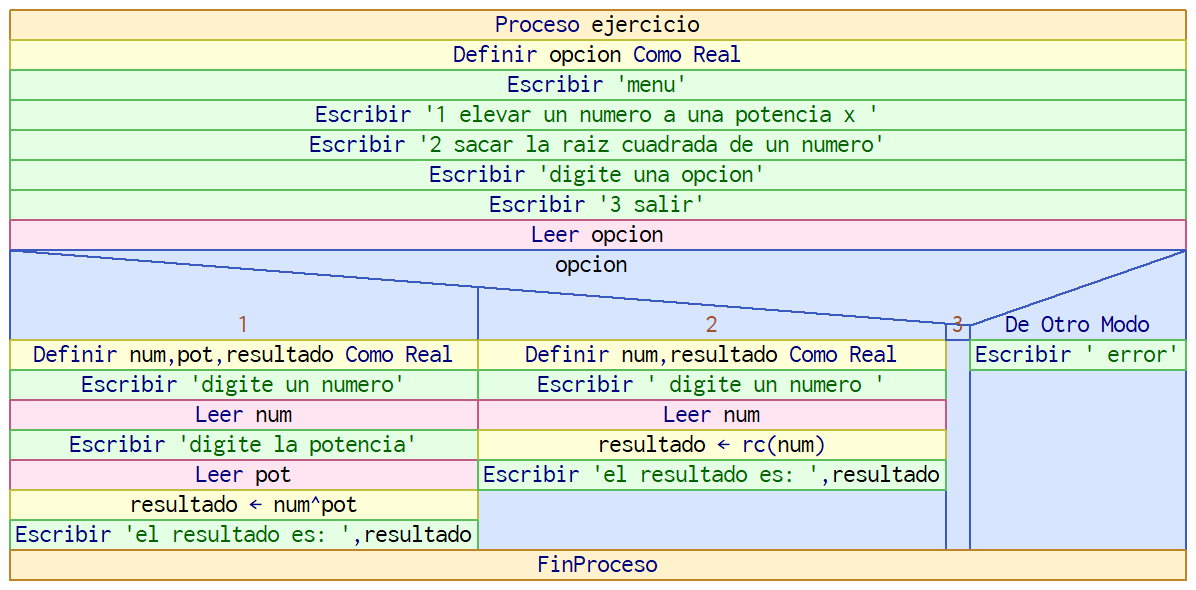 Proceso ejercicio
Definir opcion Como Real
Escribir 'menu'
Escribir '1 elevar un numero a una potencia x '
Escribir '2 sacar la raiz cuadrada de un numero'
Escribir 'digite una opcion'
Escribir '3 salir'
Leer opcion
opcion
1
Definir num,pot,resultado Como Real
Escribir 'digite un numero'
Leer num
Escribir 'digite la potencia'
Leer pot
resultado ← num^pot
Escribir 'el resultado es: ',resultado
2
Definir num,resultado Como Real
Escribir ' digite un numero '
Leer num
resultado ← rc(num)
Escribir 'el resultado es: ',resultado
3
De Otro Modo
Escribir ' error'
FinProceso